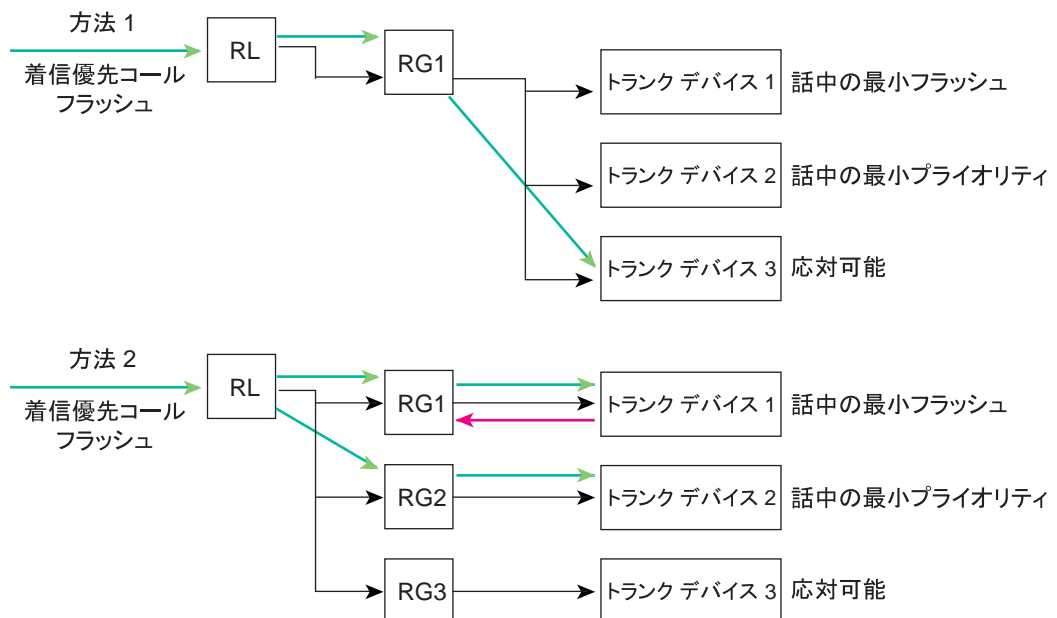 方法 1
着信優先コール
フラッシュ
RL
RG1
トランク デバイス 1 話中の最小フラッシュ
トランク デバイス 2 話中の最小プライオリティ
トランク デバイス 3 応対可能
方法 2
着信優先コール
フラッシュ
RL
RG1
トランク デバイス 1 話中の最小フラッシュ
RG2
トランク デバイス 2 話中の最小プライオリティ
RG3
トランク デバイス 3 応対可能